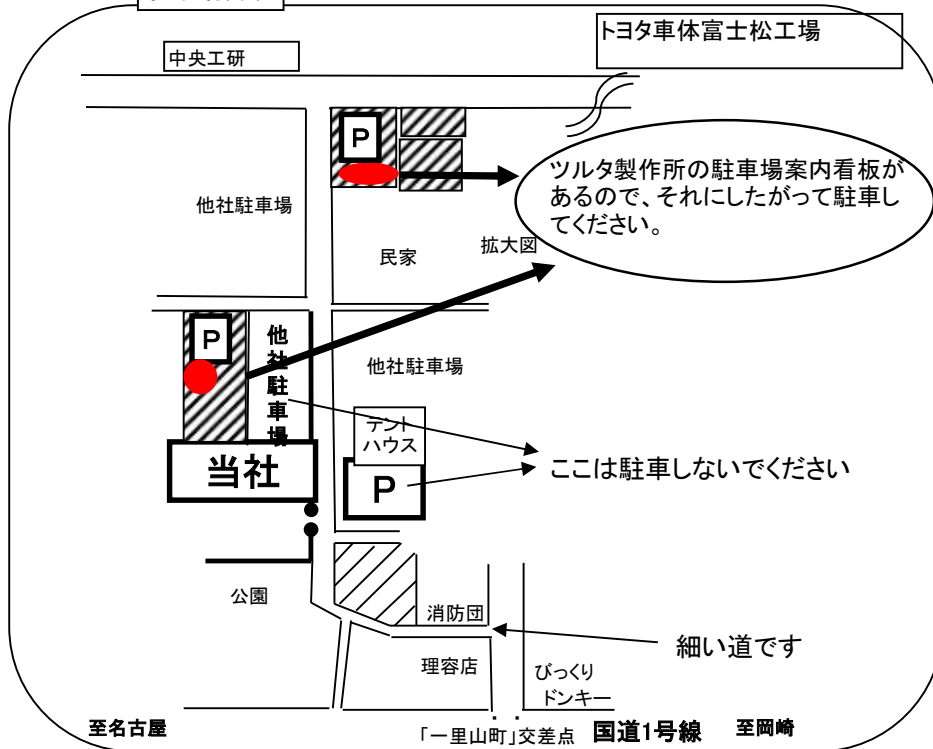 トヨタ車体富士松工場
中央工研
P
ツルタ製作所の駐車場案内看板が
あるので、それにしたがって駐車し
てください。
他社駐車場
拡大図
民家
P
他社駐車場
他社駐車場
テント
ハウス
当社
P
ここは駐車しないでください
公園
消防団
細い道です
理容店
びっくり
ドンキー
至名古屋
「一里山町」交差点
国道1号線
至岡崎